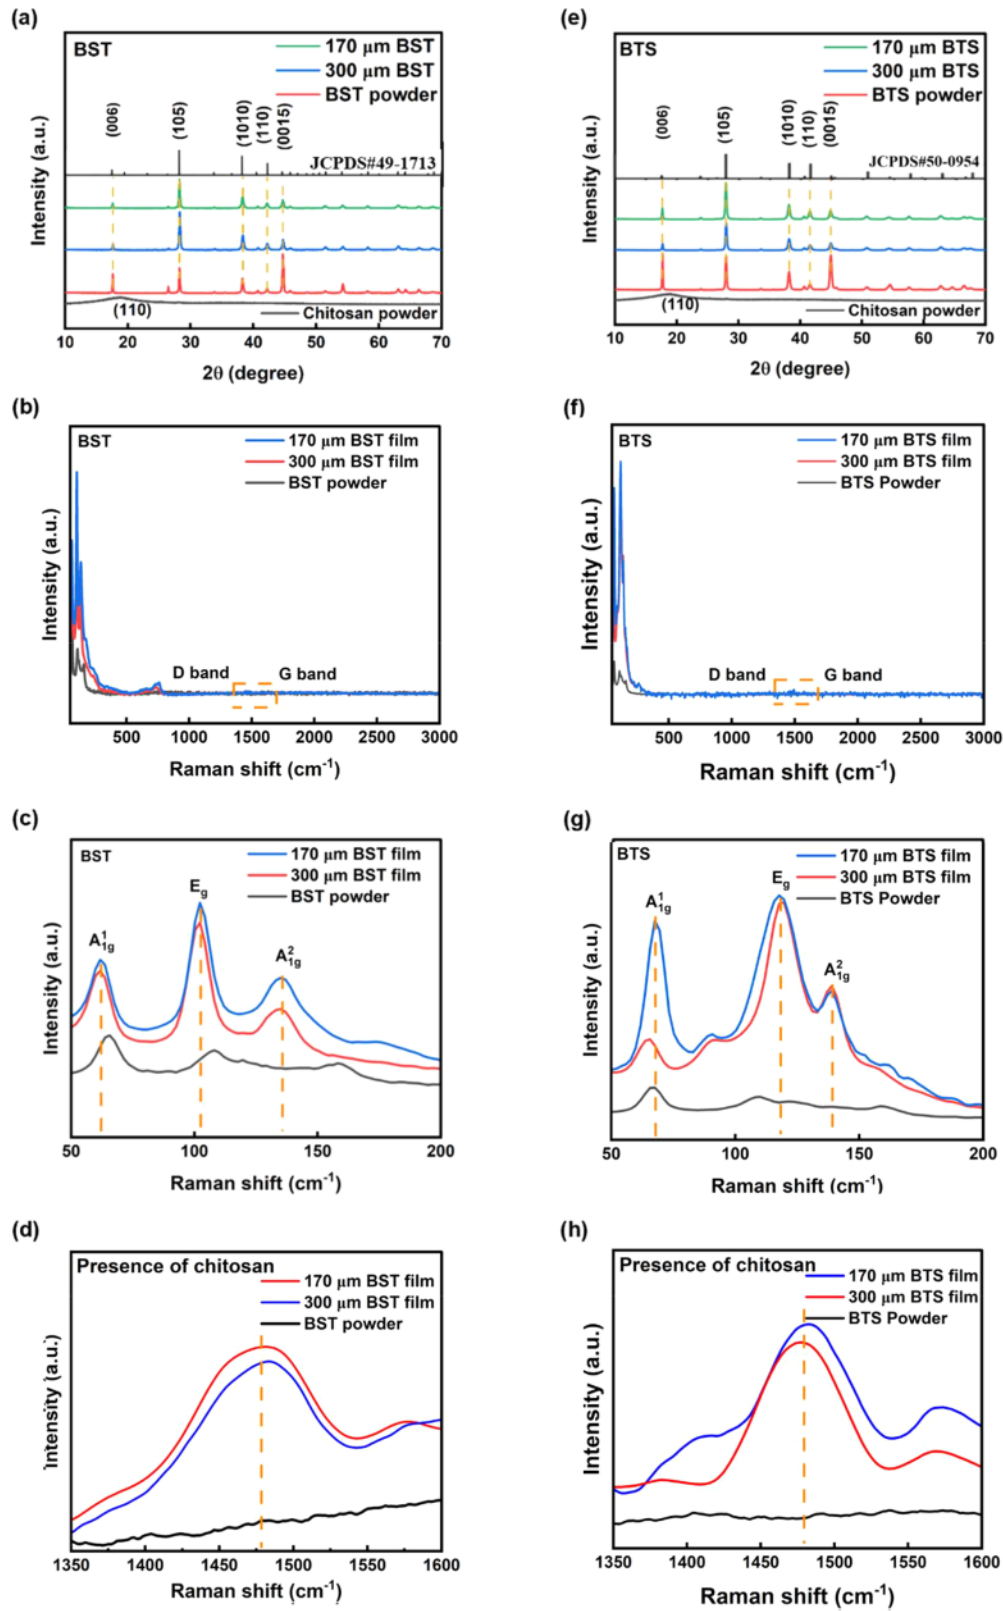 (a)
BST
170 μm BST
300 μm BST
BST powder
(006)
(105)
(1010)
(110)
(0015)
JCPDS#49-1713
(110)
Chitosan powder
Intensity (a.u.)
10 20 30 40 50 60 70
2θ (degree)
(e)
BTS
170 μm BTS
300 μm BTS
BTS powder
(006)
(105)
(1010)
(110)
(0015)
JCPDS#50-0954
(110)
Chitosan powder
Intensity (a.u.)
10 20 30 40 50 60 70
2θ (degree)
(b)
BST
170 μm BST film
300 μm BST film
BST powder
D band
G band
Intensity (a.u.)
500 1000 1500 2000 2500 3000
Raman shift (cm⁻¹)
(f)
BTS
170 μm BTS film
300 μm BTS film
BTS Powder
D band
G band
Intensity (a.u.)
500 1000 1500 2000 2500 3000
Raman shift (cm⁻¹)
(c)
BST
170 μm BST film
300 μm BST film
BST powder
A¹₁g
Eg
A²₁g
Intensity (a.u.)
50 100 150 200
Raman shift (cm⁻¹)
(g)
BTS
170 μm BTS film
300 μm BTS film
BTS Powder
A¹₁g
Eg
A²₁g
Intensity (a.u.)
50 100 150 200
Raman shift (cm⁻¹)
(d)
Presence of chitosan
170 μm BST film
300 μm BST film
BST powder
Intensity (a.u.)
1350 1400 1450 1500 1550 1600
Raman shift (cm⁻¹)
(h)
Presence of chitosan
170 μm BTS film
300 μm BTS film
BTS Powder
Intensity (a.u.)
1350 1400 1450 1500 1550 1600
Raman shift (cm⁻¹)